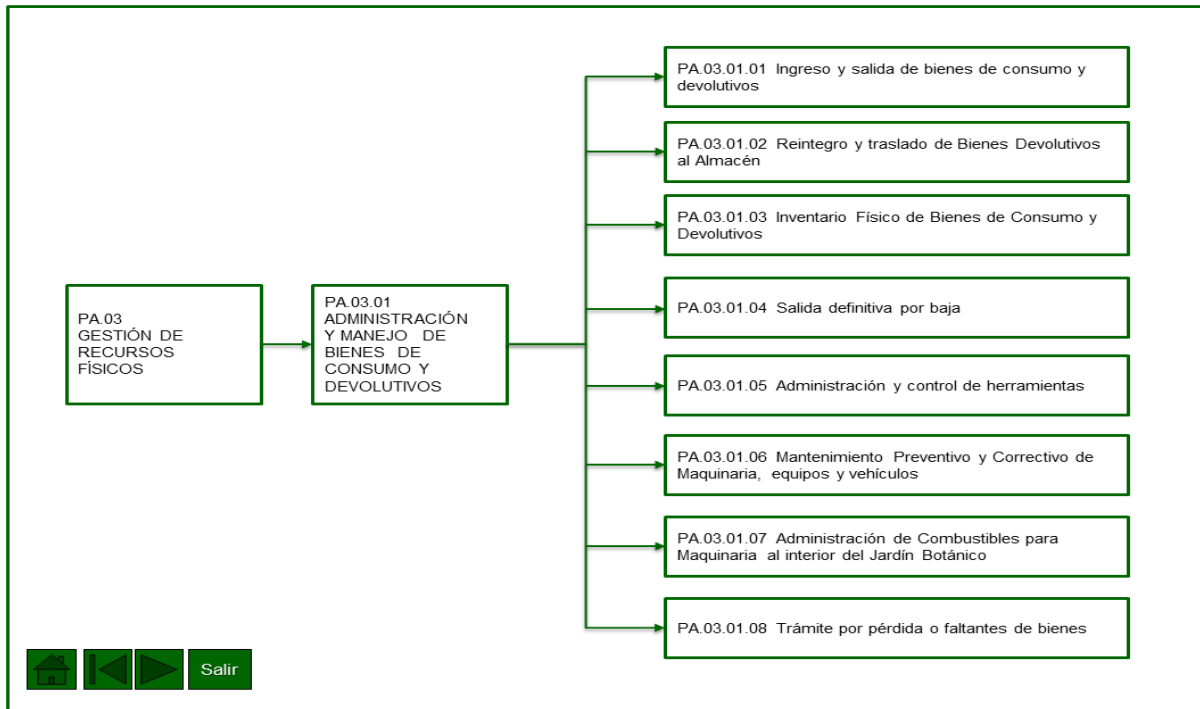 PA.03
GESTIÓN DE
RECURSOS
FÍSICOS
PA.03.01
ADMINISTRACIÓN
Y MANEJO DE
BIENES DE
CONSUMO Y
DEVOLUTIVOS
PA.03.01.01 Ingreso y salida de bienes de consumo y
devolutivos
PA.03.01.02 Reintegro y traslado de Bienes Devolutivos
al Almacén
PA.03.01.03 Inventario Físico de Bienes de Consumo y
Devolutivos
PA.03.01.04 Salida definitiva por baja
PA.03.01.05 Administración y control de herramientas
PA.03.01.06 Mantenimiento Preventivo y Correctivo de
Maquinaria, equipos y vehículos
PA.03.01.07 Administración de Combustibles para
Maquinaria al interior del Jardín Botánico
PA.03.01.08 Trámite por pérdida o faltantes de bienes
Salir